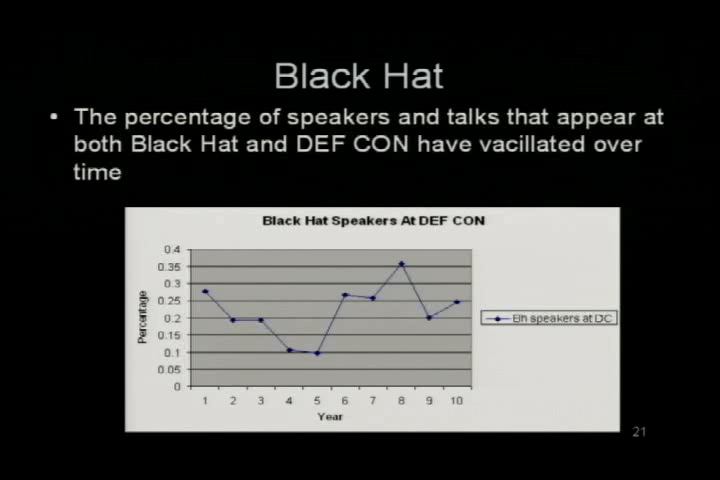 Black Hat
• The percentage of speakers and talks that appear at
both Black Hat and DEF CON have vacillated over
time
Black Hat Speakers At DEF CON
0.4
0.35
0.3
0.25
0.2
0.15
0.1
0.05
0
Percentage
1 2 3 4 5 6 7 8 9 10
Year
Bh speakers at DC
21